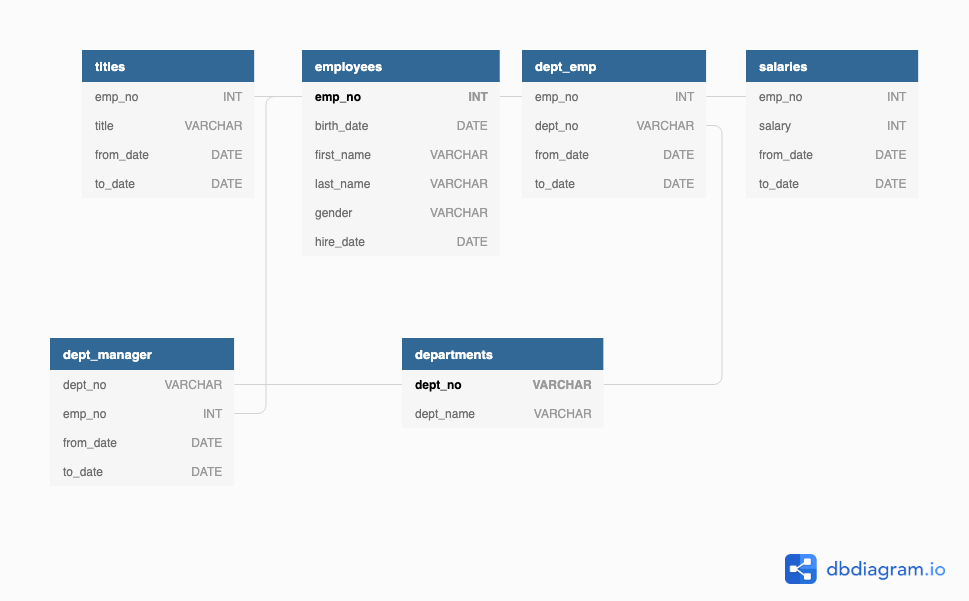 titles
emp_no INT
title VARCHAR
from_date DATE
to_date DATE
employees
emp_no INT
birth_date DATE
first_name VARCHAR
last_name VARCHAR
gender VARCHAR
hire_date DATE
dept_emp
emp_no INT
dept_no VARCHAR
from_date DATE
to_date DATE
salaries
emp_no INT
salary INT
from_date DATE
to_date DATE
dept_manager
dept_no VARCHAR
emp_no INT
from_date DATE
to_date DATE
departments
dept_no VARCHAR
dept_name VARCHAR
dbdiagram.io